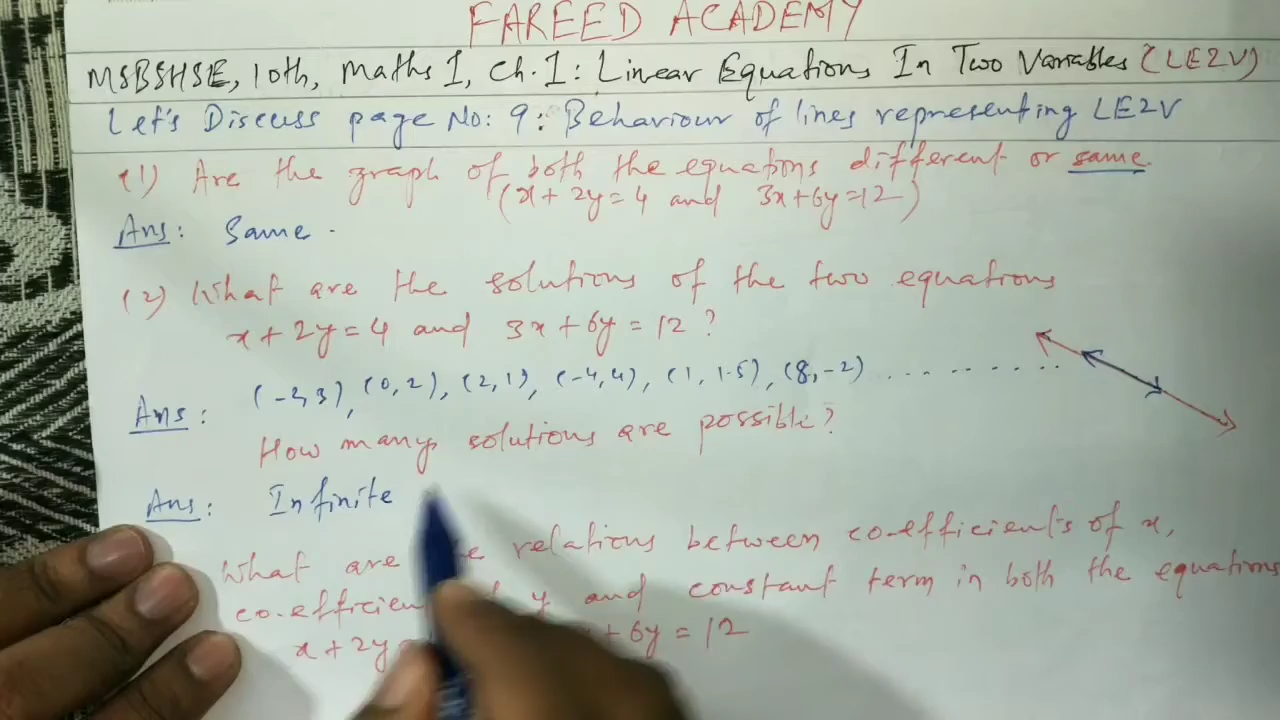 FAREED ACADEMY
MSBSHSE, 10th, Maths I, Ch. 1: Linear Equations In Two Variables (LE2V)
Let's Discuss page No: 9: Behaviour of lines representing LE2V
(1) Are the graph of both the equations different or same.
(x + 2y = 4 and 3x + 6y = 12)
Ans: Same.
(2) What are the solutions of the two equations
x + 2y = 4 and 3x + 6y = 12?
Ans: (-2, 3), (0, 2), (2, 1), (-4, 4), (1, 1.5), (8, -2) ..........
How many solutions are possible?
Ans: Infinite
What are relations between co-efficients of x,
y and constant term in both the equations
x + 2y + 6y = 12